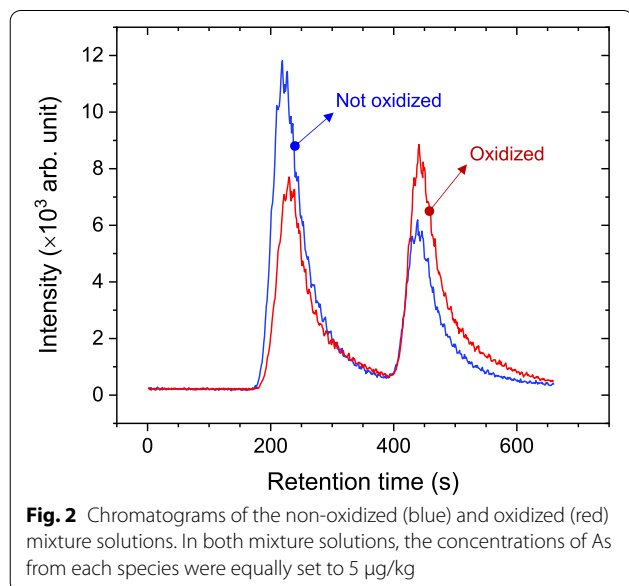 12
10
8
6
4
2
0
Intensity (×10³ arb. unit)
Not oxidized
Oxidized
0 200 400 600
Retention time (s)
Fig. 2 Chromatograms of the non-oxidized (blue) and oxidized (red)
mixture solutions. In both mixture solutions, the concentrations of As
from each species were equally set to 5 µg/kg